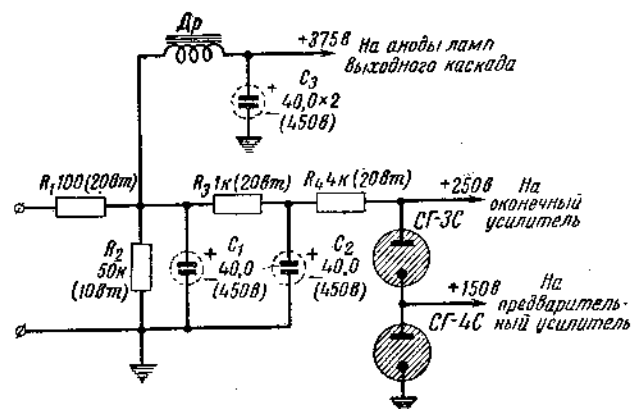 Др
+375в
На аноды ламп
выходного каскада
+ C3
40,0×2
(450в)
R1 100 (20вт)
R3 1к (20вт)
R4 4к (20вт)
+250в
На
оконечный
усилитель
СГ-3С
R2
50к
(10вт)
+ C1
40,0
(450в)
+ C2
40,0
(450в)
+150в
На
предваритель-
ный усилитель
СГ-4С